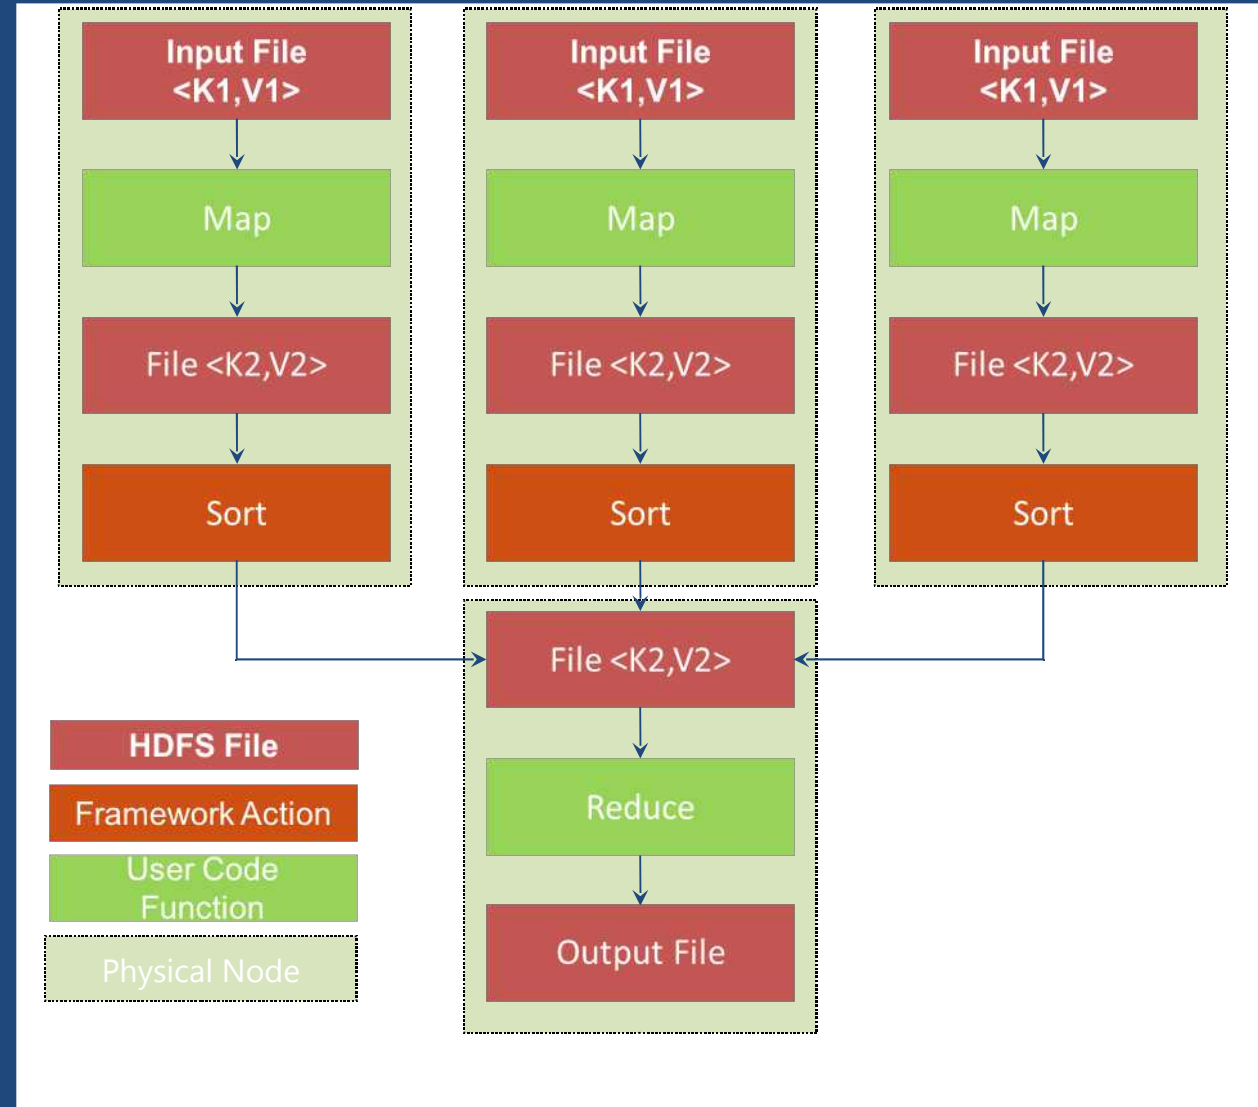 Input File
<K1,V1>
Input File
<K1,V1>
Input File
<K1,V1>
Map
Map
Map
File <K2,V2>
File <K2,V2>
File <K2,V2>
Sort
Sort
Sort
File <K2,V2>
HDFS File
Framework Action
Reduce
User Code
Function
Output File
Physical Node